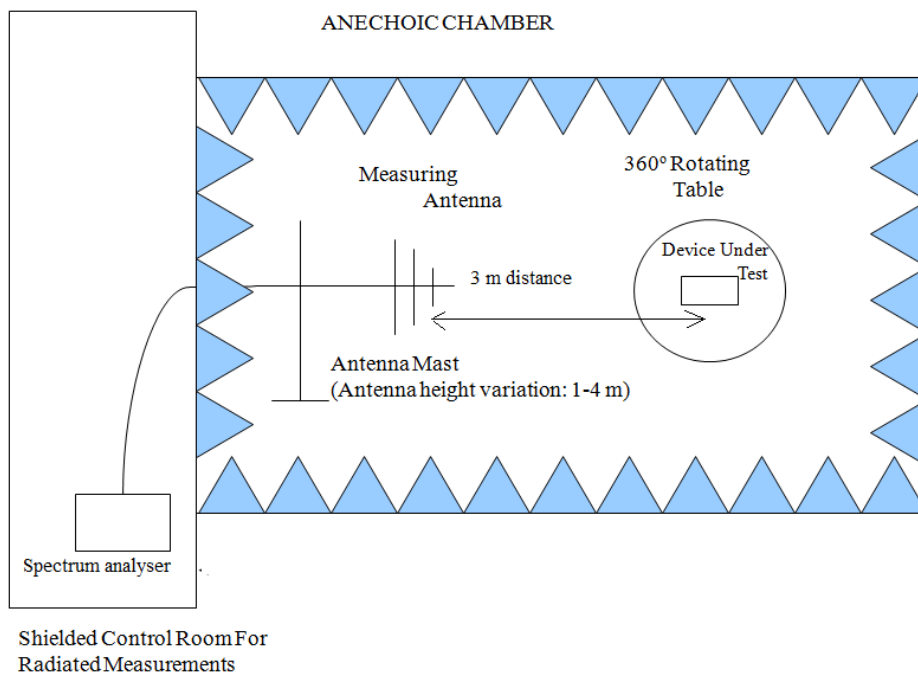 ANECHOIC CHAMBER
Measuring
Antenna
360º Rotating
Table
Device Under
Test
3 m distance
Antenna Mast
(Antenna height variation: 1-4 m)
Spectrum analyser
Shielded Control Room For
Radiated Measurements